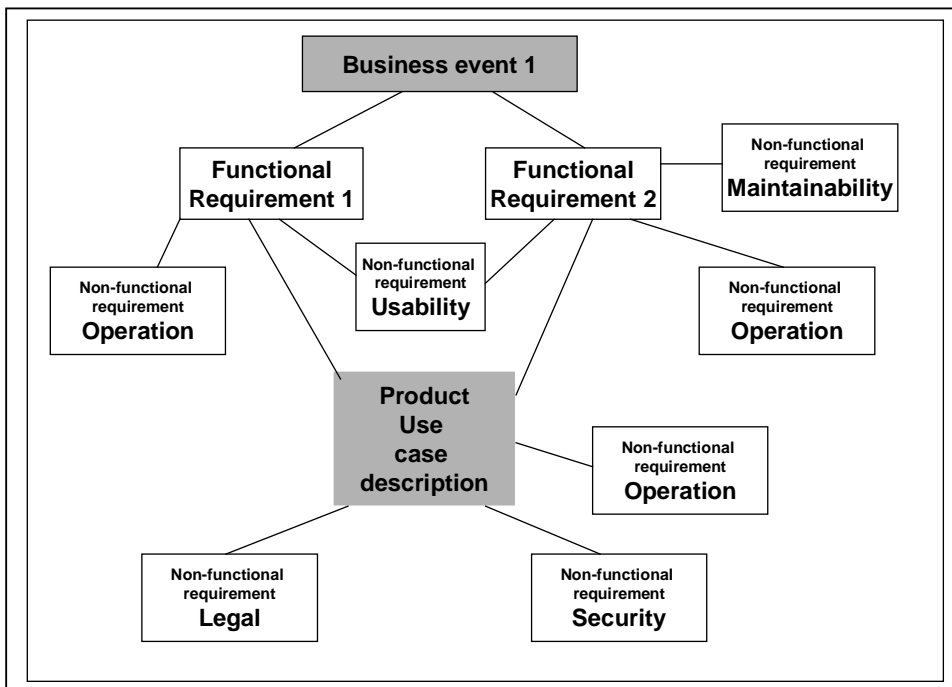 Business event 1
Functional
Requirement 1
Functional
Requirement 2
Non-functional
requirement
Maintainability
Non-functional
requirement
Operation
Non-functional
requirement
Usability
Non-functional
requirement
Operation
Product
Use
case
description
Non-functional
requirement
Operation
Non-functional
requirement
Legal
Non-functional
requirement
Security